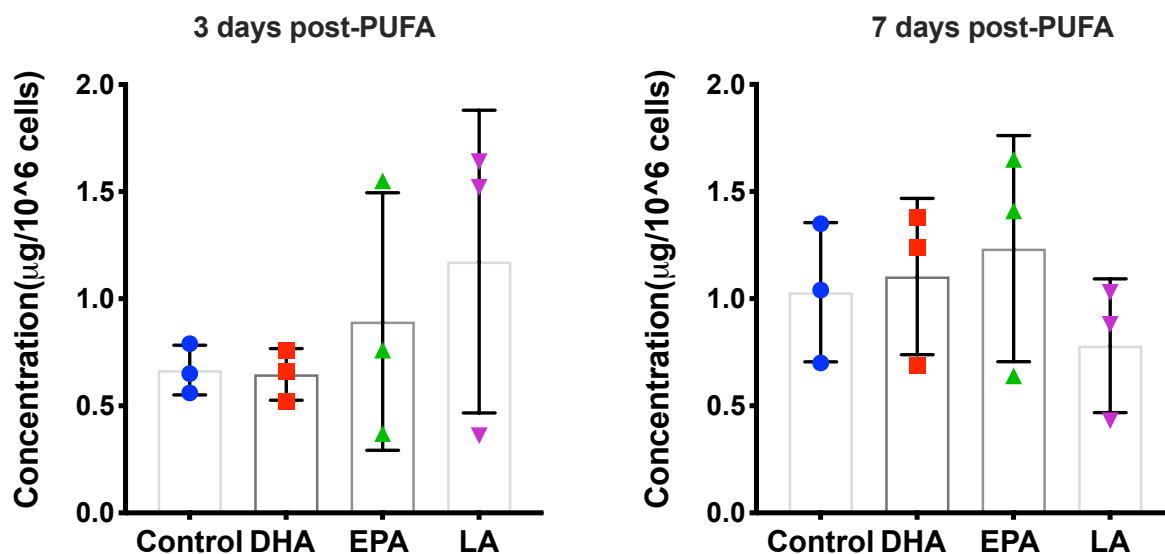 3 days post-PUFA
Concentration(μg/10^6 cells)
2.0
1.5
1.0
0.5
0.0
Control DHA EPA LA
7 days post-PUFA
Concentration(μg/10^6 cells)
2.0
1.5
1.0
0.5
0.0
Control DHA EPA LA